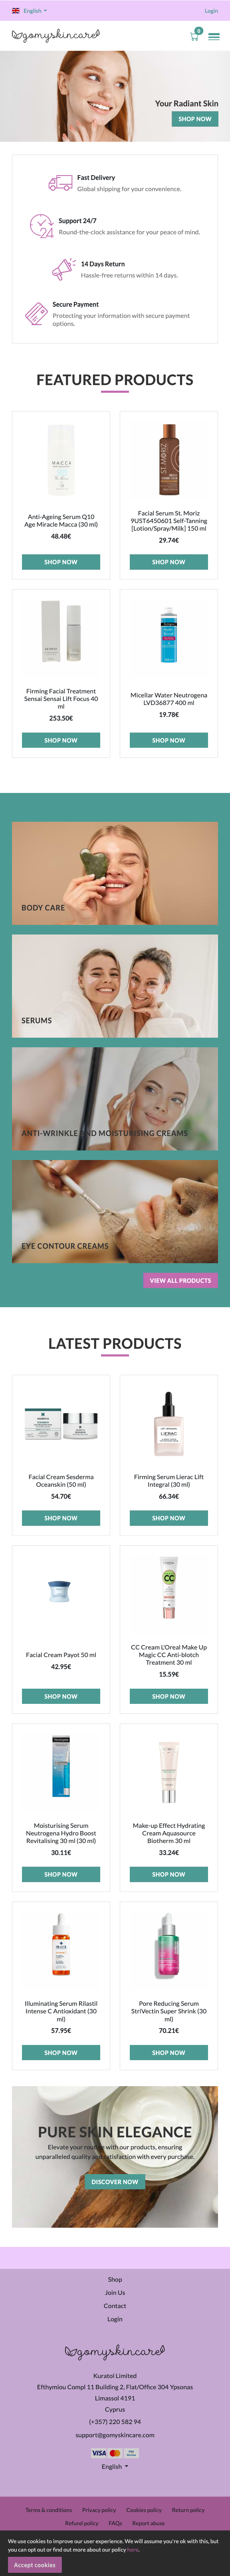 English
Login
gomyskincare
0
Your Radiant Skin
SHOP NOW
Fast Delivery
Global shipping for your convenience.
Support 24/7
Round-the-clock assistance for your peace of mind.
14 Days Return
Hassle-free returns within 14 days.
Secure Payment
Protecting your information with secure payment
options.
FEATURED PRODUCTS
MACCA
Anti-Ageing Serum Q10
Age Miracle Macca (30 ml)
48.48€
SHOP NOW
ST.MORIZ
Facial Serum St. Moriz
9UST6450601 Self-Tanning
[Lotion/Spray/Milk] 150 ml
29.74€
SHOP NOW
Firming Facial Treatment
Sensai Sensai Lift Focus 40
ml
253.50€
SHOP NOW
Micellar Water Neutrogena
LVD36877 400 ml
19.78€
SHOP NOW
BODY CARE
SERUMS
ANTI-WRINKLE AND MOISTURISING CREAMS
EYE CONTOUR CREAMS
VIEW ALL PRODUCTS
LATEST PRODUCTS
Facial Cream Sesderma
Oceanskin (50 ml)
54.70€
SHOP NOW
LIERAC
Firming Serum Lierac Lift
Integral (30 ml)
66.34€
SHOP NOW
Facial Cream Payot 50 ml
42.95€
SHOP NOW
CC
CC Cream L'Oreal Make Up
Magic CC Anti-blotch
Treatment 30 ml
15.59€
SHOP NOW
Moisturising Serum
Neutrogena Hydro Boost
Revitalising 30 ml (30 ml)
30.11€
SHOP NOW
Make-up Effect Hydrating
Cream Aquasource
Biotherm 30 ml
33.24€
SHOP NOW
Illuminating Serum Rilastil
Intense C Antioxidant (30
ml)
57.95€
SHOP NOW
Pore Reducing Serum
StriVectin Super Shrink (30
ml)
70.21€
SHOP NOW
PURE SKIN ELEGANCE
Elevate your routine with our products, ensuring
unparalleled quality and satisfaction with every purchase.
DISCOVER NOW
Shop
Join Us
Contact
Login
gomyskincare
Kuratol Limited
Efthymiou Compl 11 Building 2, Flat/Office 304 Ypsonas
Limassol 4191
Cyprus
(+357) 220 582 94
support@gomyskincare.com
VISA
English
Terms & conditions
Privacy policy
Cookies policy
Return policy
Refund policy
FAQs
Report abuse
We use cookies to improve our user experience. We will assume you're ok with this, but
you can opt out or find out more about our policy here.
Accept cookies